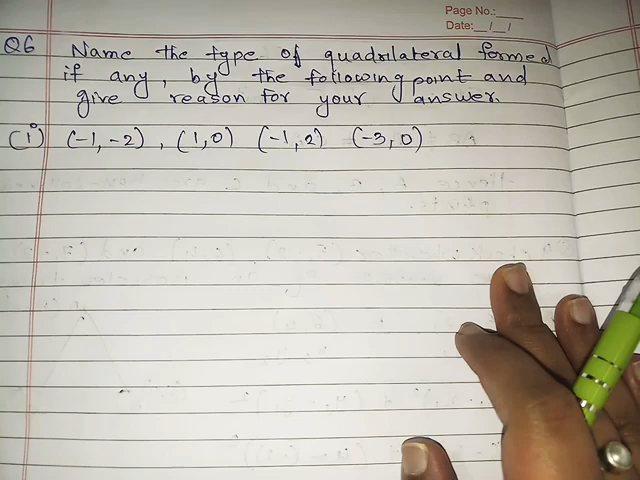 Page No.:
Date: / /
Q6 Name the type of quadrilateral formed
if any, by the following point and
give reason for your answer.
(i) (-1,-2), (1,0) (-1,2) (-3,0)